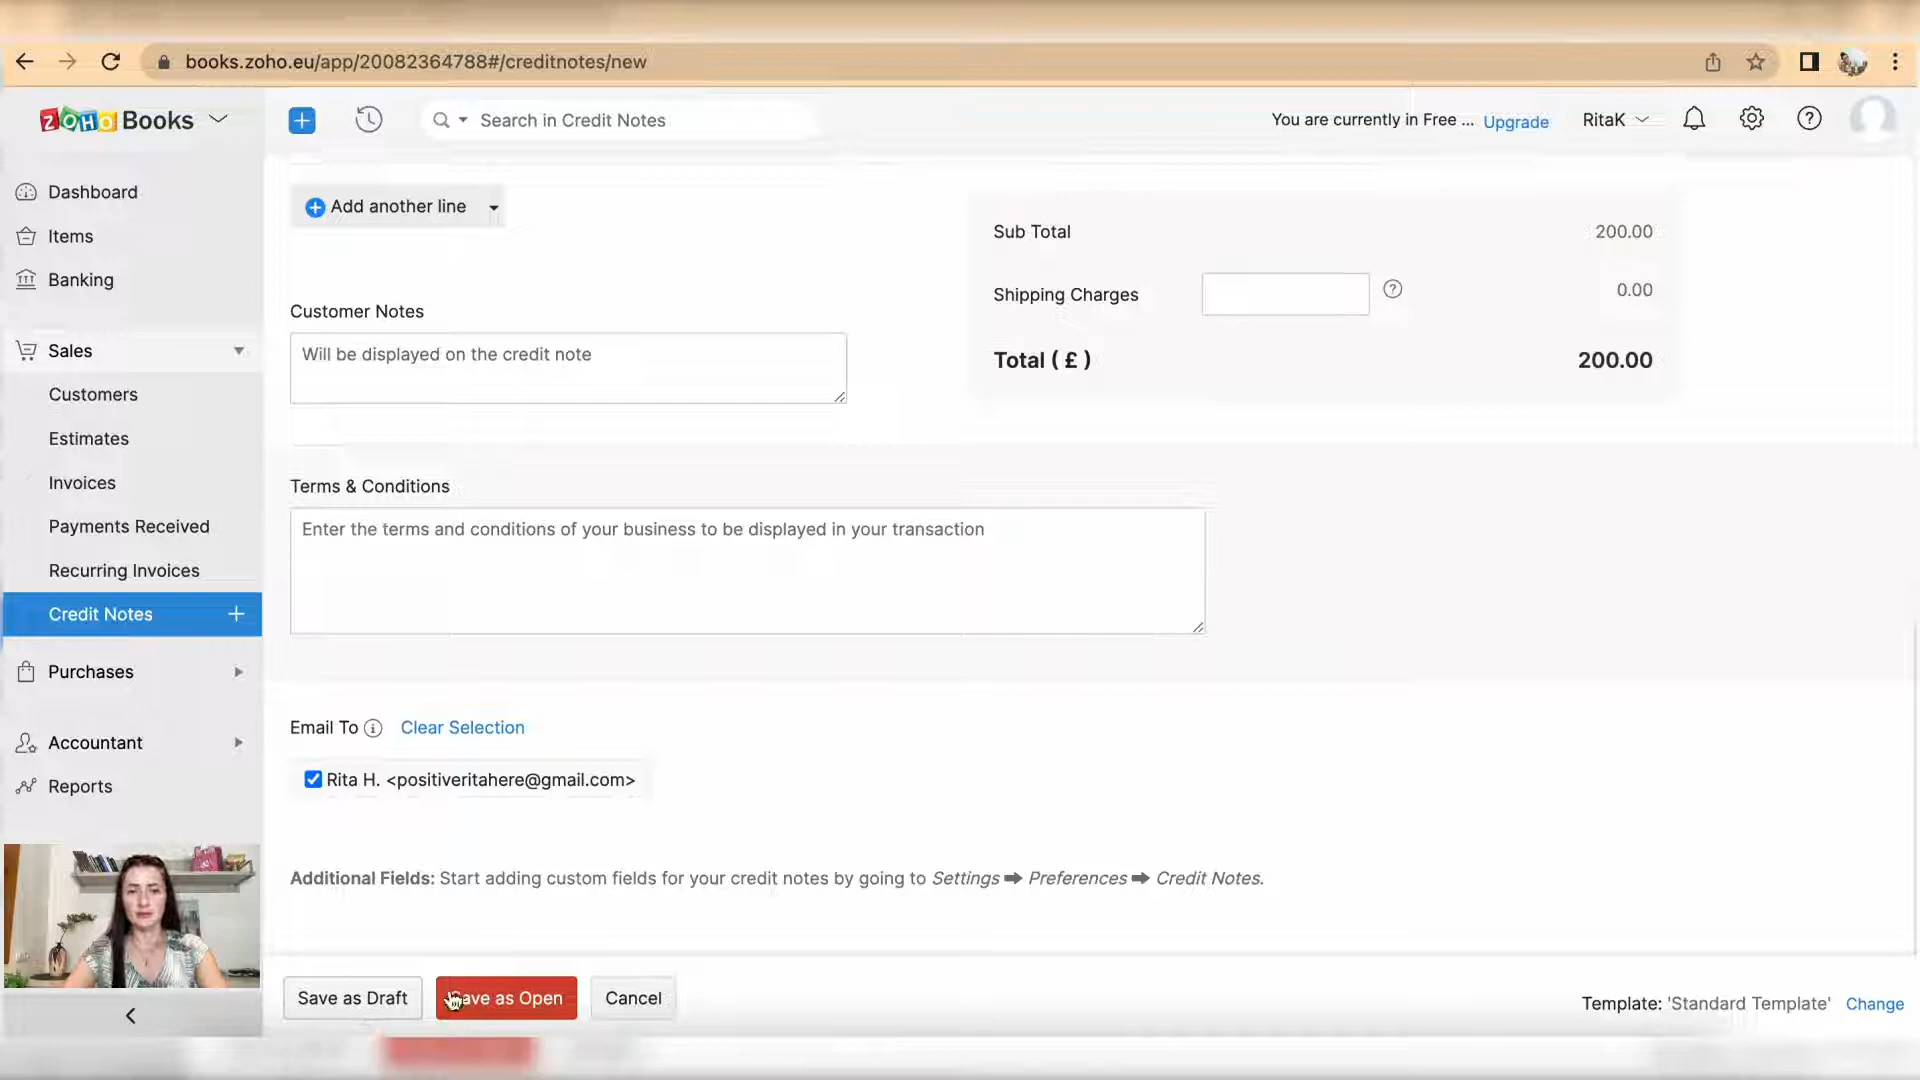 books.zoho.eu/app/20082364788#/creditnotes/new
ZOHO Books
Search in Credit Notes
You are currently in Free ... Upgrade
RitaK
Dashboard
Items
Banking
Sales
Customers
Estimates
Invoices
Payments Received
Recurring Invoices
Credit Notes
Purchases
Accountant
Reports
Add another line
Sub Total 200.00
Shipping Charges 0.00
Total ( £ ) 200.00
Customer Notes
Will be displayed on the credit note
Terms & Conditions
Enter the terms and conditions of your business to be displayed in your transaction
Email To Clear Selection
Rita H. <positiveritahere@gmail.com>
Additional Fields: Start adding custom fields for your credit notes by going to Settings ➡ Preferences ➡ Credit Notes.
Save as Draft
Save as Open
Cancel
Template: 'Standard Template' Change